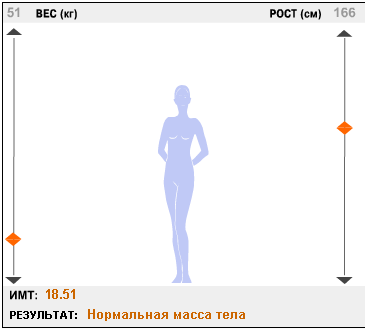 51 ВЕС (кг) РОСТ (см) 166
ИМТ: 18.51
РЕЗУЛЬТАТ: Нормальная масса тела